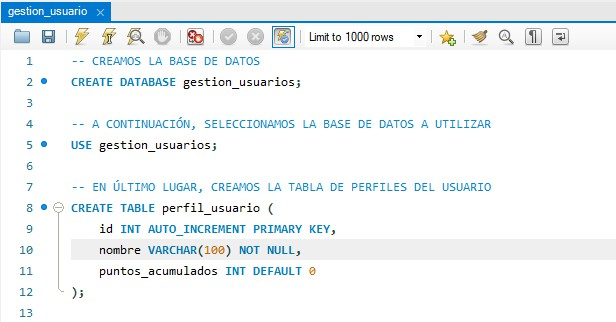 gestion_usuario
Limit to 1000 rows
1 -- CREAMOS LA BASE DE DATOS
2 CREATE DATABASE gestion_usuarios;
3
4 -- A CONTINUACIÓN, SELECCIONAMOS LA BASE DE DATOS A UTILIZAR
5 USE gestion_usuarios;
6
7 -- EN ÚLTIMO LUGAR, CREAMOS LA TABLA DE PERFILES DEL USUARIO
8 CREATE TABLE perfil_usuario (
9 id INT AUTO_INCREMENT PRIMARY KEY,
10 nombre VARCHAR(100) NOT NULL,
11 puntos_acumulados INT DEFAULT 0
12 );
13